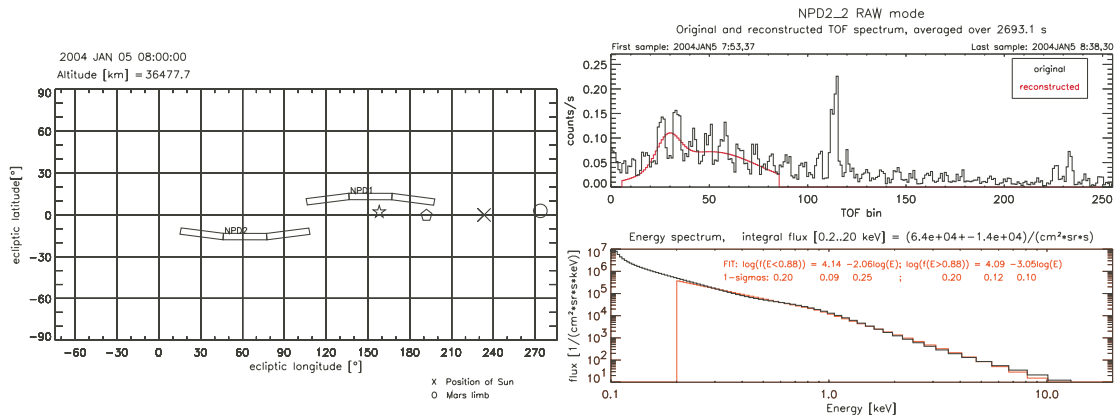 2004 JAN 05 08:00:00
Altitude [km] = 36477.7
90
60
30
0
-30
-60
-90
ecliptic latitude[°]
NPD1
NPD2
-60 -30 0 30 60 90 120 150 180 210 240 270
ecliptic longitude [°]
X Position of Sun
O Mars limb
NPD2_2 RAW mode
Original and reconstructed TOF spectrum, averaged over 2693.1 s
First sample: 2004JAN5 7:53,37 Last sample: 2004JAN5 8:38,30
0.25
0.20
0.15
0.10
0.05
0.00
counts/s
original
reconstructed
0 50 100 150 200 250
TOF bin
Energy spectrum, integral flux [0.2..20 keV] = (6.4e+04+-1.4e+04)/(cm²*sr*s)
FIT: log(f(E<0.88)) = 4.14 -2.06log(E); log(f(E>0.88)) = 4.09 -3.05log(E)
1-sigmas: 0.20 0.09 0.25 ; 0.20 0.12 0.10
10⁷
10⁶
10⁵
10⁴
10³
10²
10¹
flux [1/(cm²*sr*s*keV)]
0.1 1.0 10.0
Energy [keV]